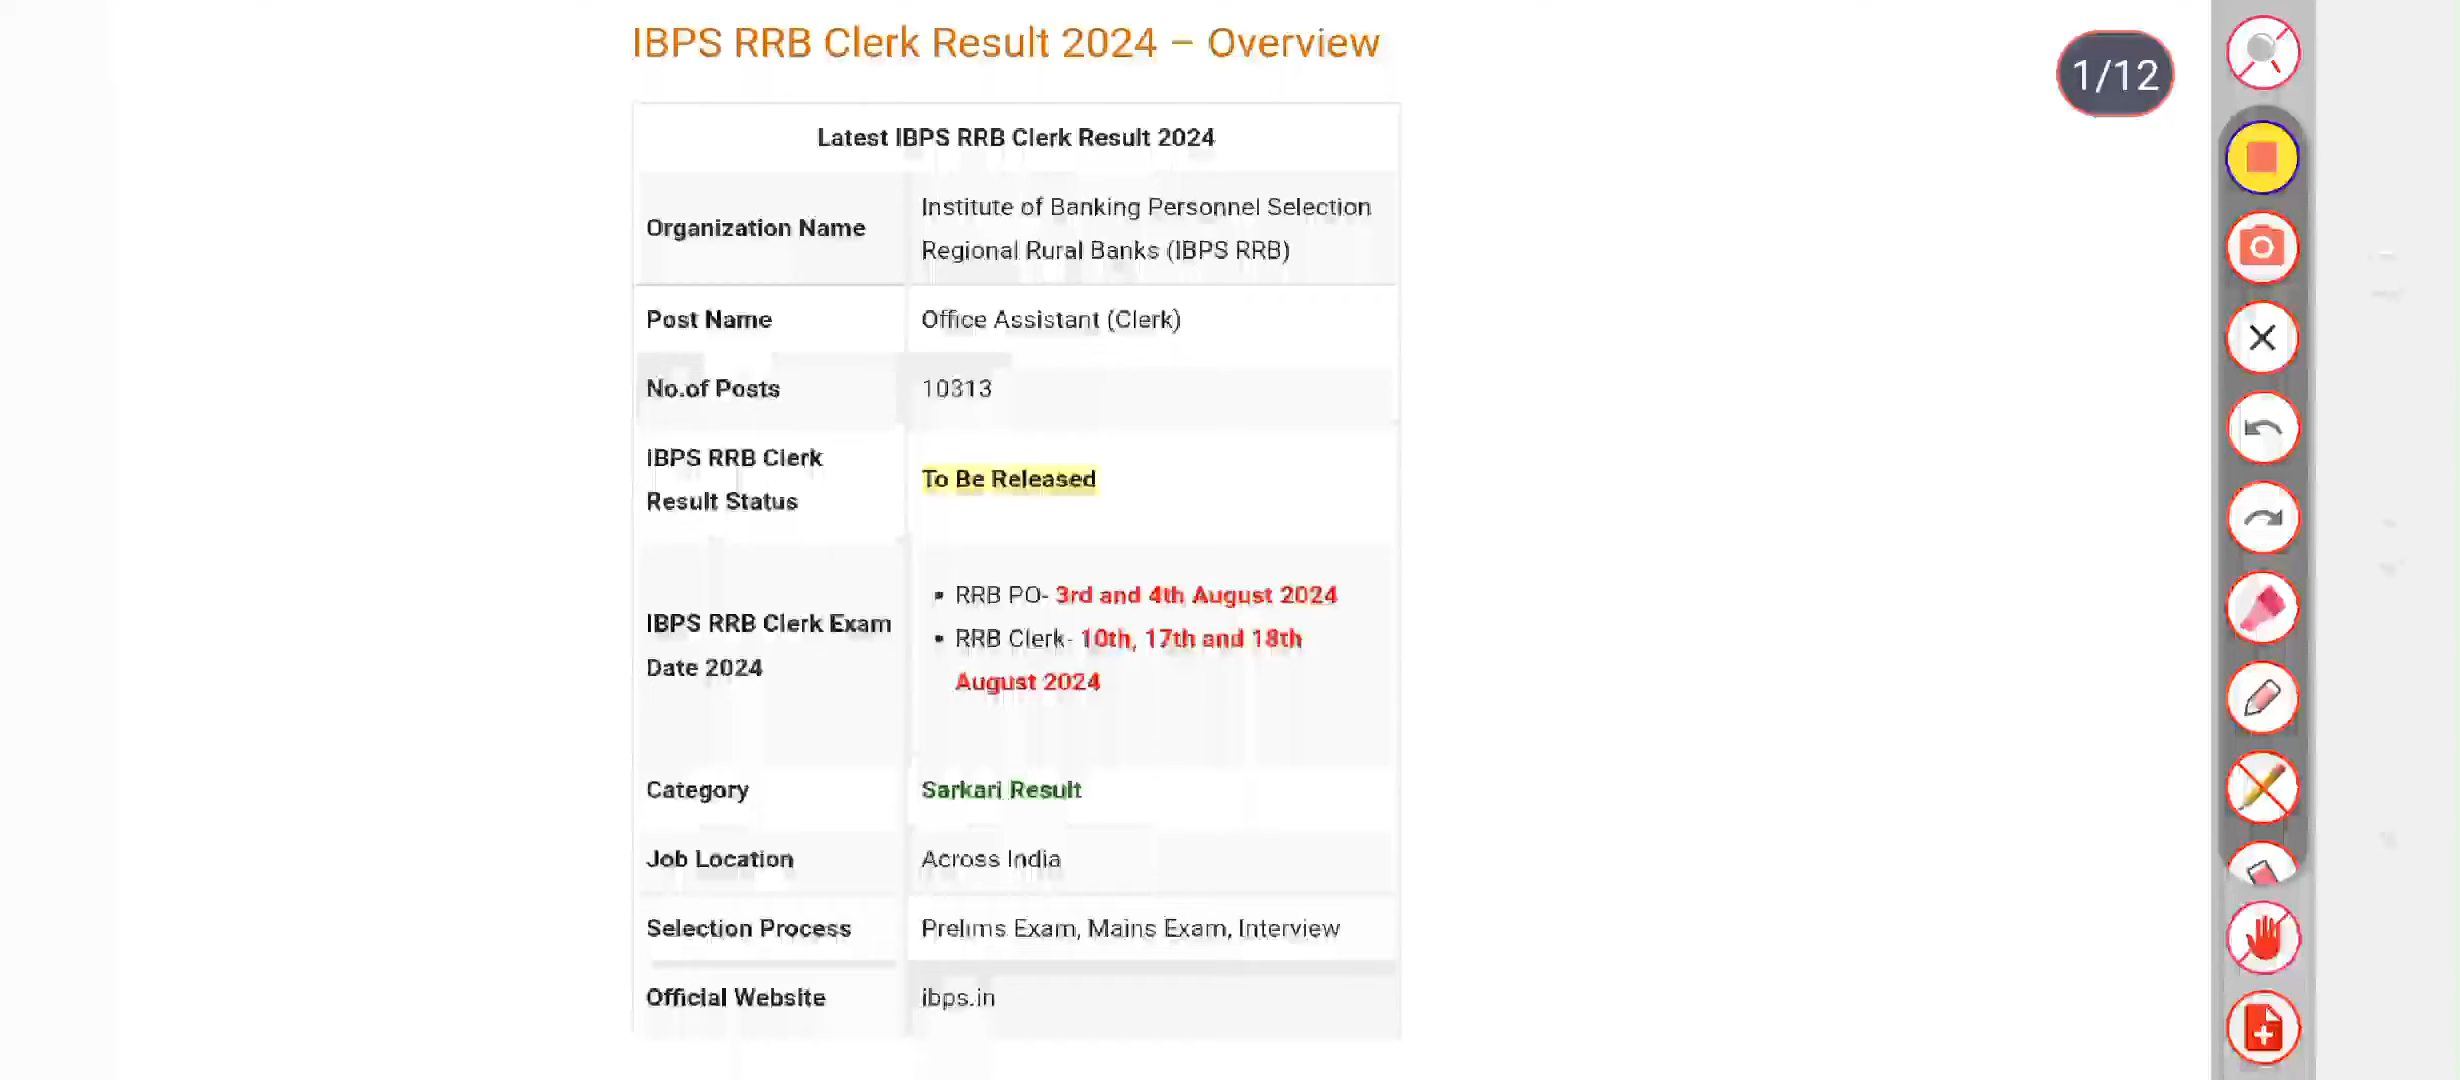 IBPS RRB Clerk Result 2024 – Overview
1/12
Latest IBPS RRB Clerk Result 2024
Organization Name
Institute of Banking Personnel Selection
Regional Rural Banks (IBPS RRB)
Post Name
Office Assistant (Clerk)
No.of Posts
10313
IBPS RRB Clerk
Result Status
To Be Released
IBPS RRB Clerk Exam
Date 2024
▪ RRB PO- 3rd and 4th August 2024
• RRB Clerk- 10th, 17th and 18th
August 2024
Category
Sarkari Result
Job Location
Across India
Selection Process
Prelims Exam, Mains Exam, Interview
Official Website
ibps.in